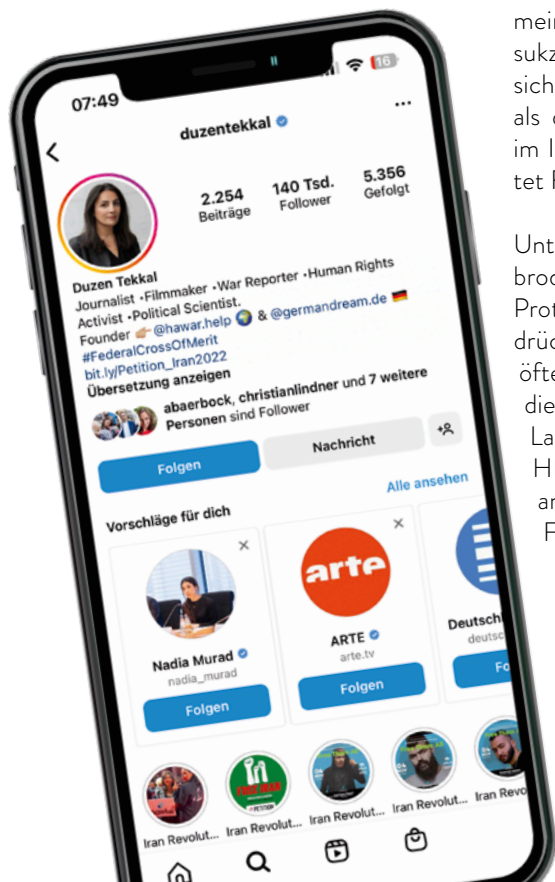 07:49
16
duzentekkal
2.254 140 Tsd. 5.356
Beiträge Follower Gefolgt
Duzen Tekkal
Journalist •Filmmaker •War Reporter •Human Rights
Activist •Political Scientist.
Founder @hawar.help & @germandream.de
#FederalCrossOfMerit
bit.ly/Petition_Iran2022
Übersetzung anzeigen
abaerbock, christianlindner und 7 weitere
Personen sind Follower
Folgen Nachricht
Vorschläge für dich Alle ansehen
arte
Nadia Murad ARTE Deutschl
nadia_murad arte.tv deutsc
Folgen Folgen Fo
FREE IRAN
PETITION
Iran Revolut... Iran Revolut... Iran Revolut... Iran Revolut... Iran Revo
mein
sukz
sich
als
im I
tet
Unt
broc
Prot
drüc
öfte
die
La
H
ar
F